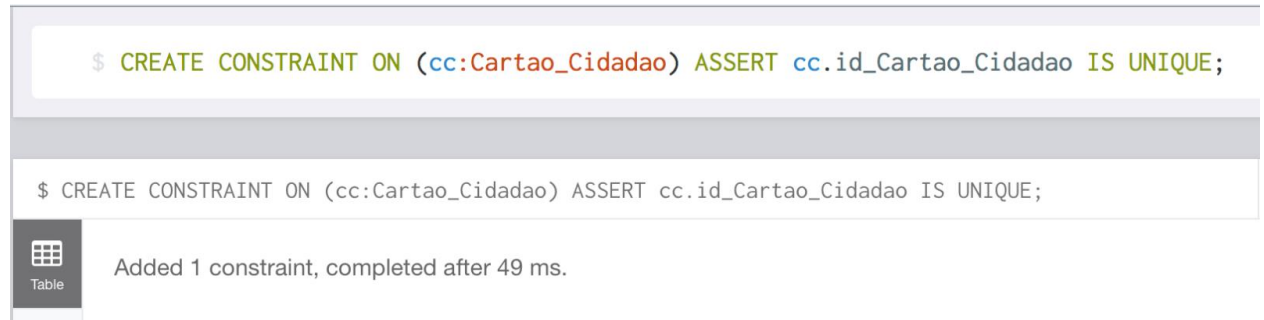 $ CREATE CONSTRAINT ON (cc:Cartao_Cidadao) ASSERT cc.id_Cartao_Cidadao IS UNIQUE;
$ CREATE CONSTRAINT ON (cc:Cartao_Cidadao) ASSERT cc.id_Cartao_Cidadao IS UNIQUE;
Added 1 constraint, completed after 49 ms.
Table